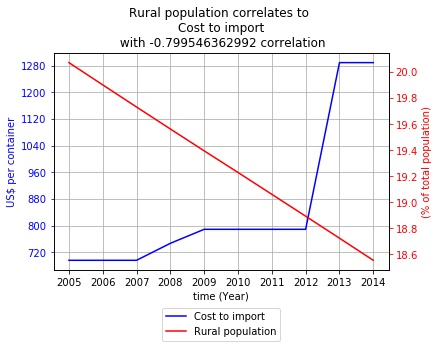 Rural population correlates to
Cost to import
with -0.799546362992 correlation
1280
1200
1120
1040
960
880
800
720
US$ per container
20.0
19.8
19.6
19.4
19.2
19.0
18.8
18.6
(% of total population)
2005 2006 2007 2008 2009 2010 2011 2012 2013 2014
time (Year)
Cost to import
Rural population